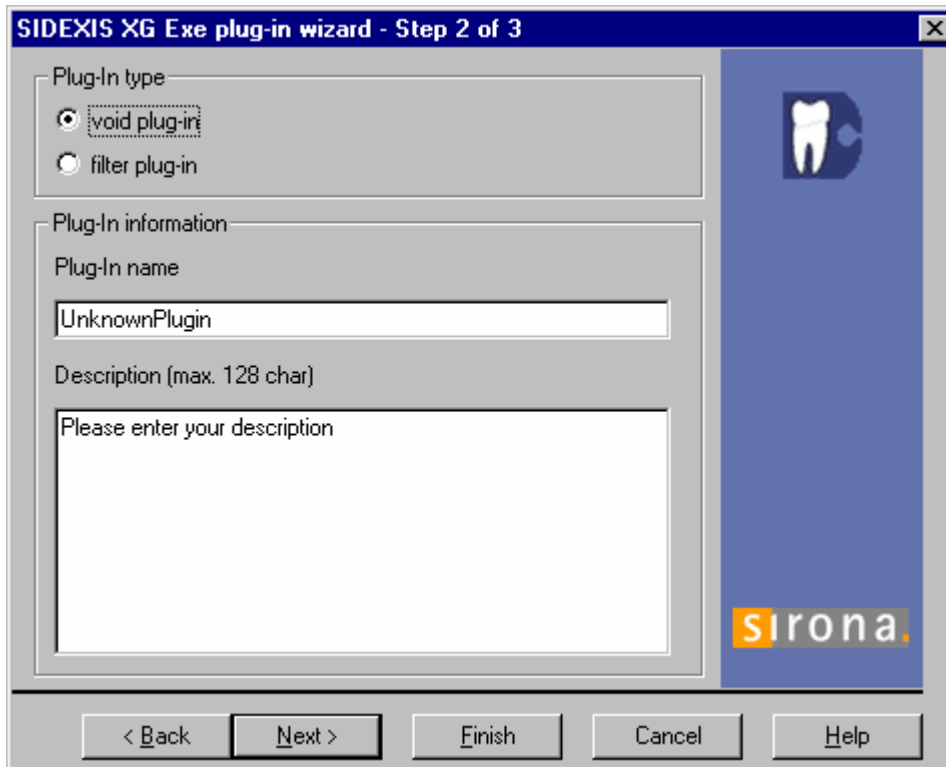 SIDEXIS XG Exe plug-in wizard - Step 2 of 3
Plug-In type
void plug-in
filter plug-in
Plug-In information
Plug-In name
UnknownPlugin
Description (max. 128 char)
Please enter your description
sirona.
< Back Next > Finish Cancel Help